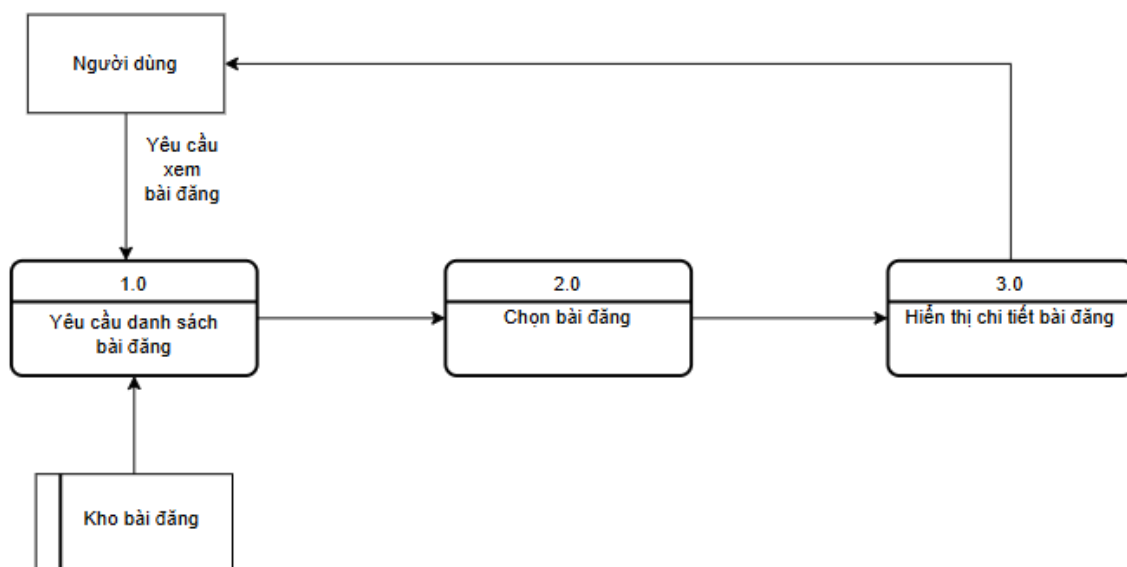 Người dùng
Yêu cầu
xem
bài đăng
1.0
Yêu cầu danh sách
bài đăng
2.0
Chọn bài đăng
3.0
Hiển thị chi tiết bài đăng
Kho bài đăng